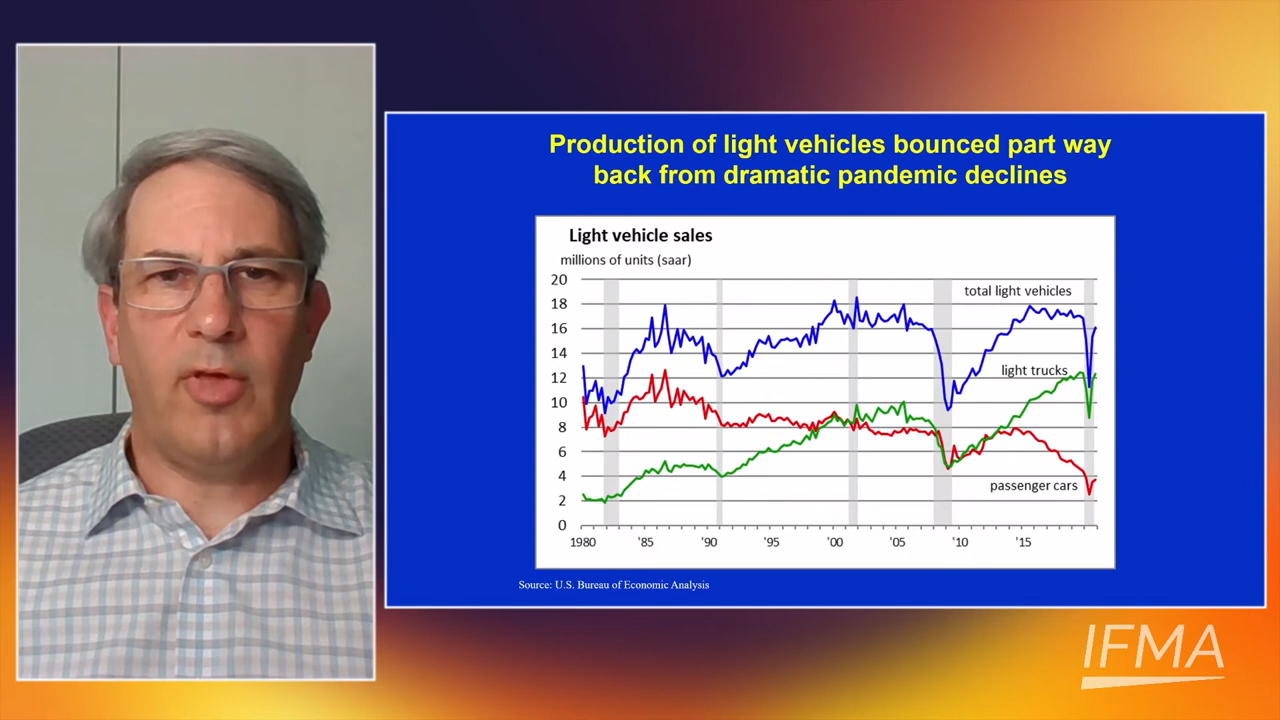 Production of light vehicles bounced part way
back from dramatic pandemic declines
Light vehicle sales
millions of units (saar)
20
18
16
14
12
10
8
6
4
2
0
total light vehicles
light trucks
passenger cars
1980 '85 '90 '95 '00 '05 '10 '15
Source: U.S. Bureau of Economic Analysis
IFMA